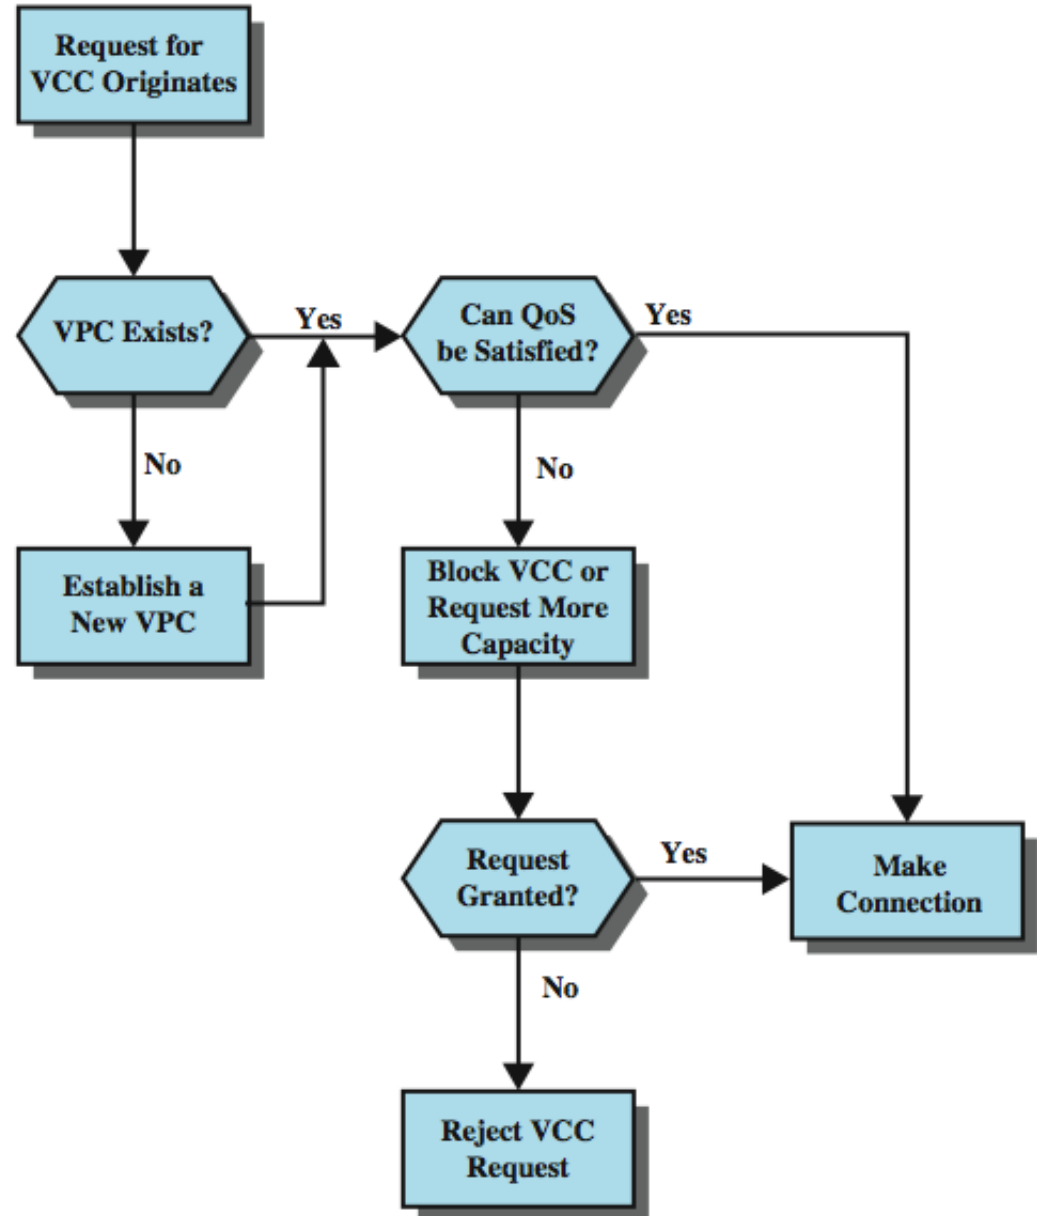 Request for
VCC Originates
VPC Exists?
Yes
Can QoS
be Satisfied?
Yes
No
No
Establish a
New VPC
Block VCC or
Request More
Capacity
Request
Granted?
Yes
Make
Connection
No
Reject VCC
Request